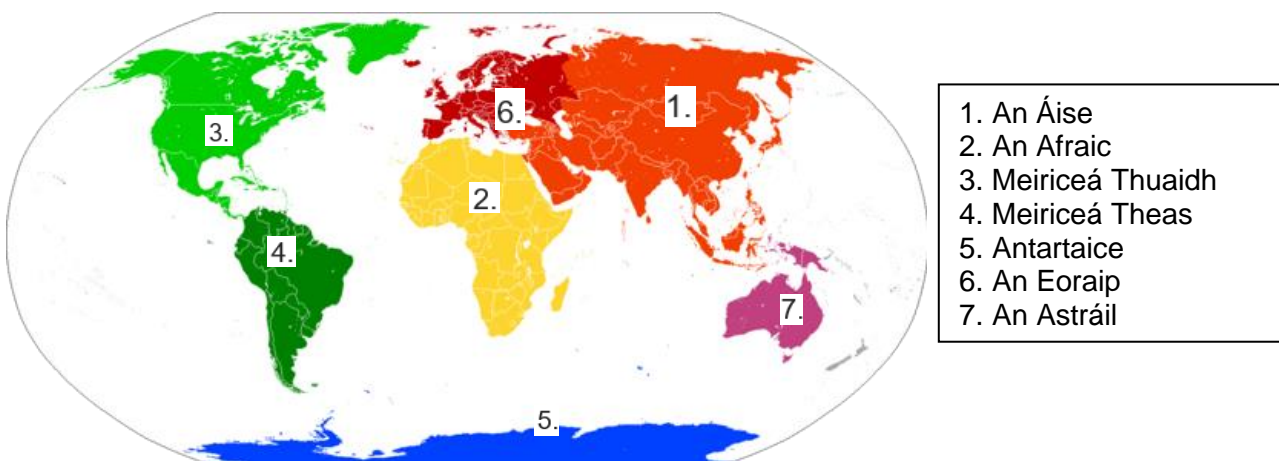 3.
6.
1.
2.
4.
7.
5.
1. An Áise
2. An Afraic
3. Meiriceá Thuaidh
4. Meiriceá Theas
5. Antartaice
6. An Eoraip
7. An Astráil